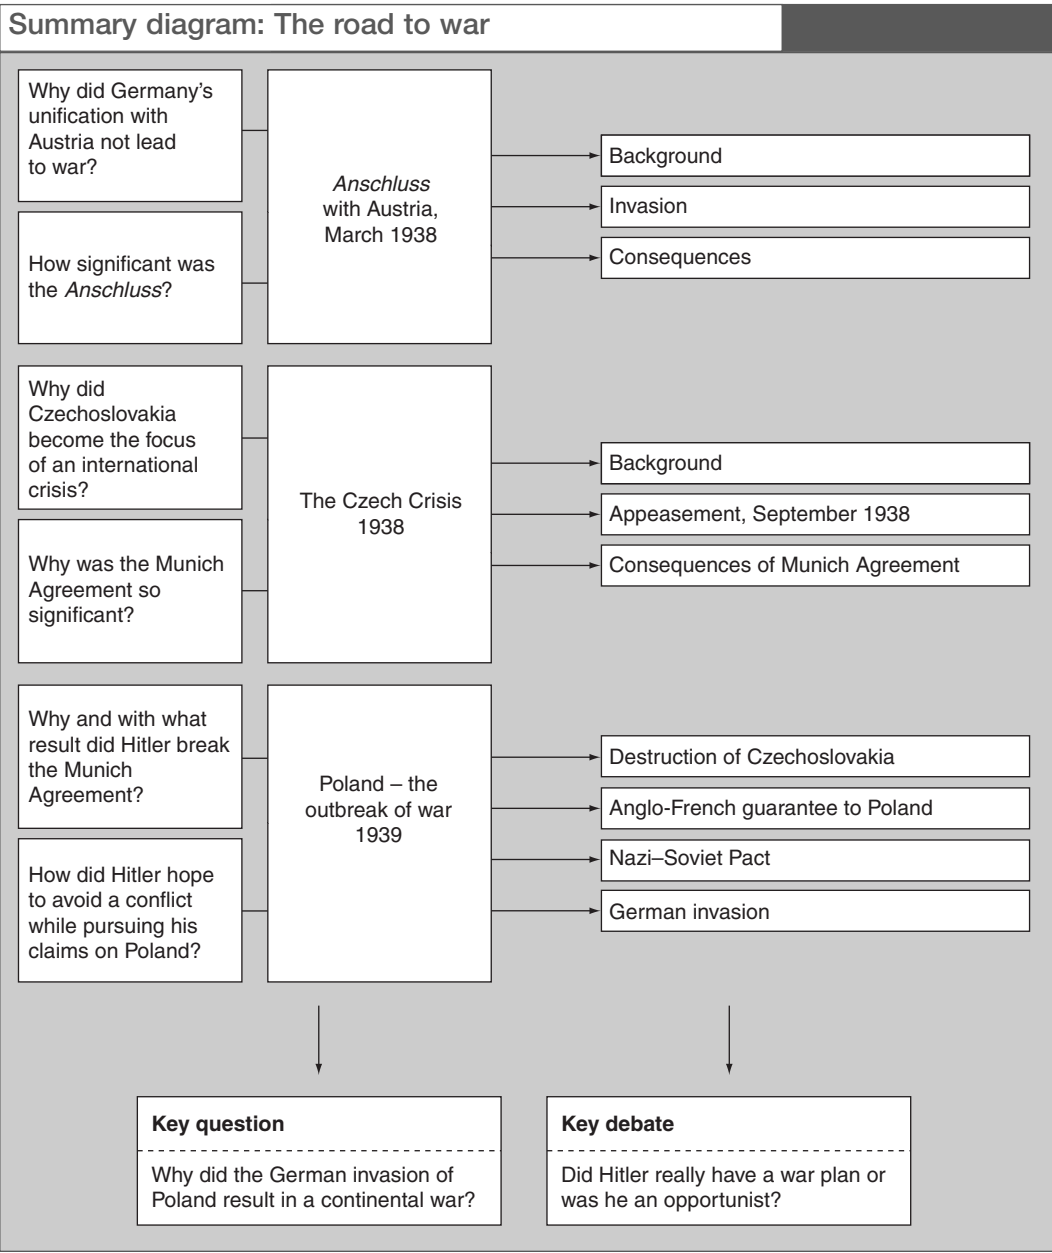 Summary diagram: The road to war
Why did Germany's
unification with
Austria not lead
to war?
How significant was
the Anschluss?
Anschluss
with Austria,
March 1938
Background
Invasion
Consequences
Why did
Czechoslovakia
become the focus
of an international
crisis?
Why was the Munich
Agreement so
significant?
The Czech Crisis
1938
Background
Appeasement, September 1938
Consequences of Munich Agreement
Why and with what
result did Hitler break
the Munich
Agreement?
How did Hitler hope
to avoid a conflict
while pursuing his
claims on Poland?
Poland – the
outbreak of war
1939
Destruction of Czechoslovakia
Anglo-French guarantee to Poland
Nazi–Soviet Pact
German invasion
Key question
Why did the German invasion of
Poland result in a continental war?
Key debate
Did Hitler really have a war plan or
was he an opportunist?